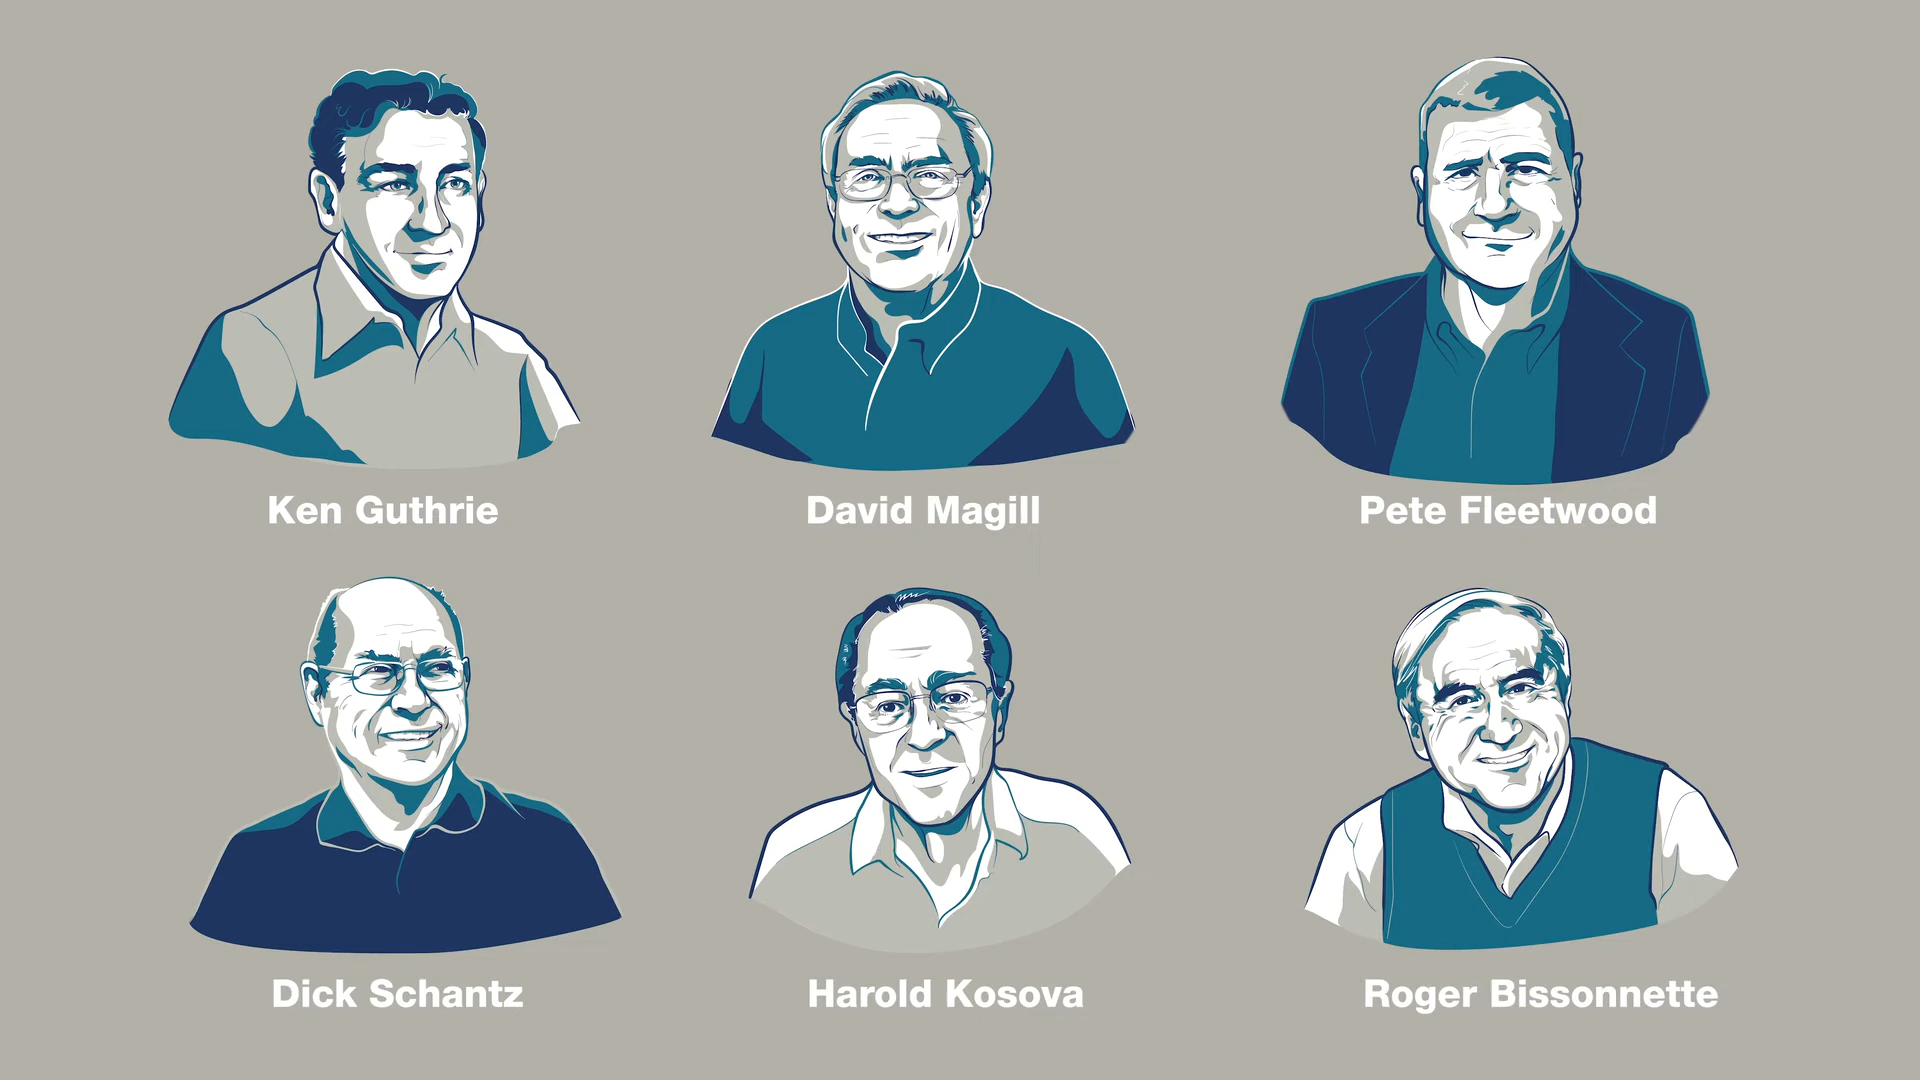 Ken Guthrie
David Magill
Pete Fleetwood
Dick Schantz
Harold Kosova
Roger Bissonnette